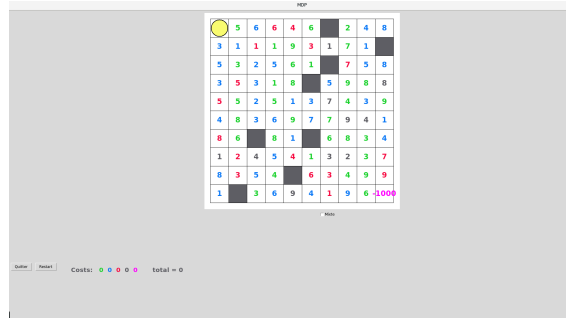 MDP
5 6 6 4 6 2 4 8
3 1 1 1 9 3 1 7 1
5 3 2 5 6 1 7 5 8
3 5 3 1 8 5 9 8 8
5 5 2 5 1 3 7 4 3 9
4 8 3 6 9 7 7 9 4 1
8 6 8 1 6 8 3 4
1 2 4 5 4 1 3 2 3 7
8 3 5 4 6 3 4 9 9
1 3 6 9 4 1 9 6 -1000
Quitter Restart Costs: 0 0 0 0 0 total = 0